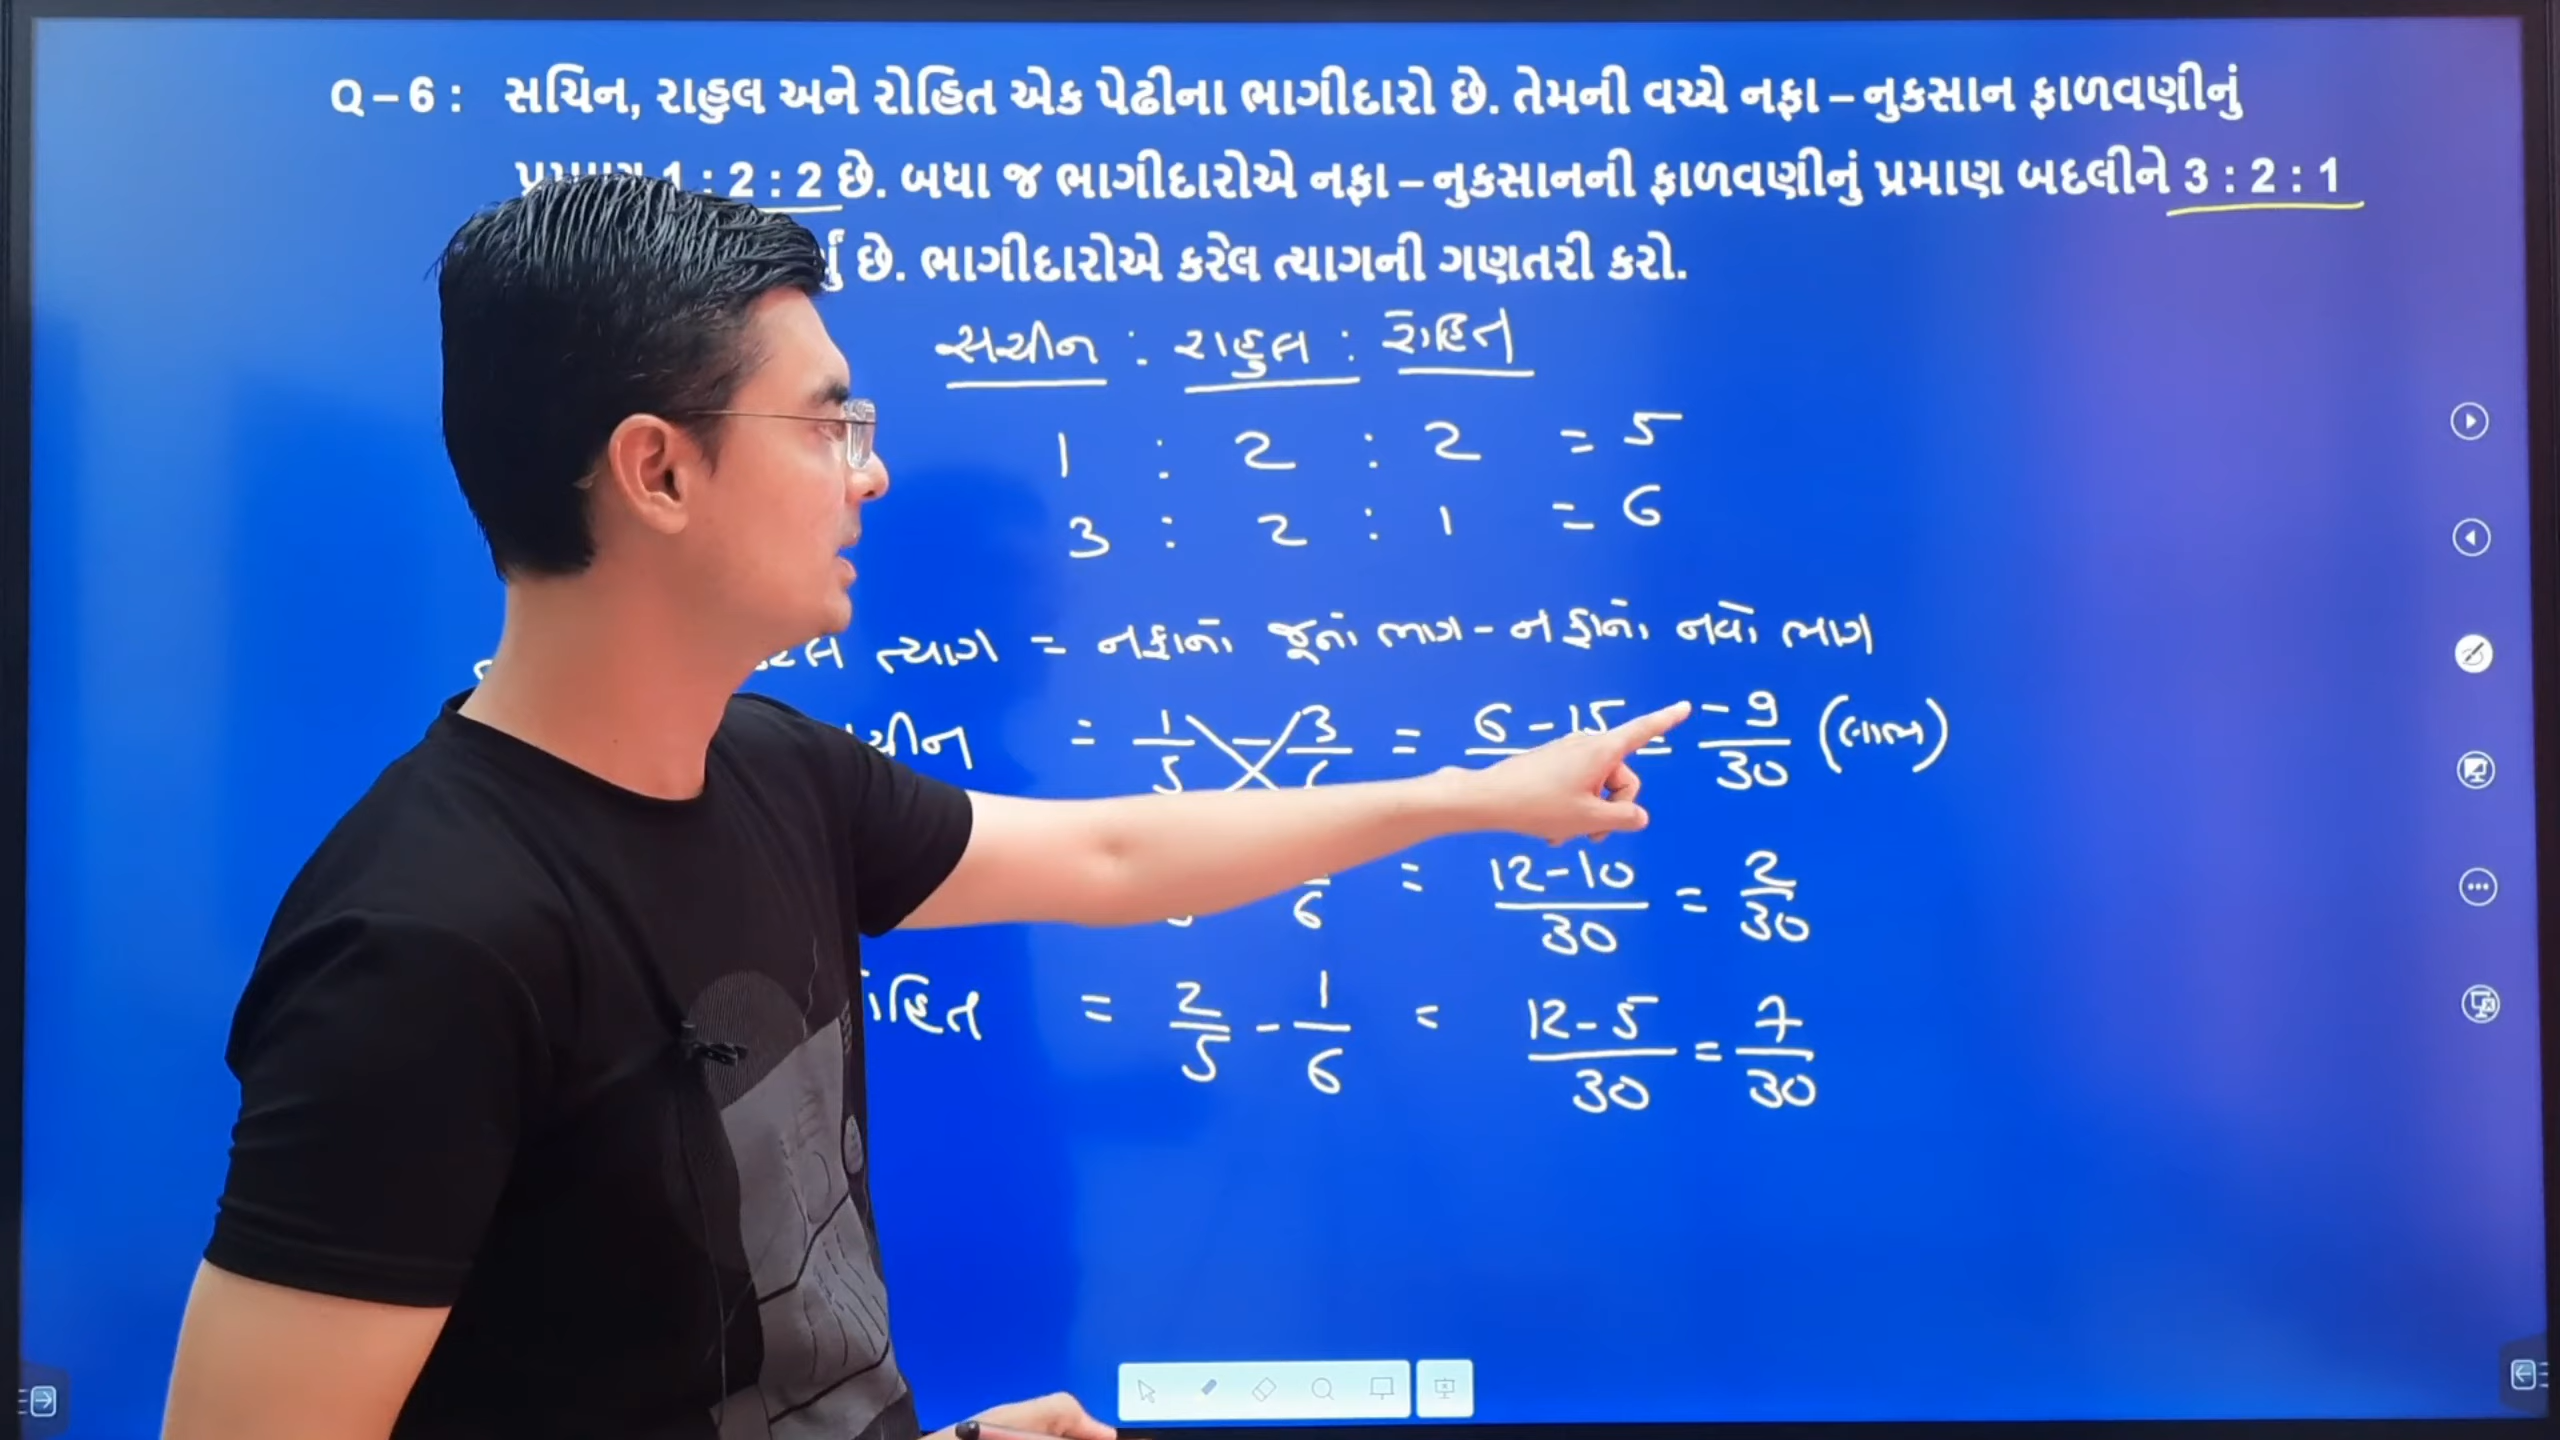 Q – 6 : સચિન, રાહુલ અને રોહિત એક પેઢીના ભાગીદારો છે. તેમની વચ્ચે નફા – નુકસાન ફાળવણીનું
: 2 : 2 છે. બધા જ ભાગીદારોએ નફા – નુકસાનની ફાળવણીનું પ્રમાણ બદલીને 3 : 2 : 1
છે. ભાગીદારોએ કરેલ ત્યાગની ગણતરી કરો.
સચીન : રાહુલ : રોહિત
1 : 2 : 2 = 5
3 : 2 : 1 = 6
ત્યાગ = નફાનો જૂનો ભાગ - નફાનો નવો ભાગ
= 1/5 - 3/6 = 6 - 15 = -9/30 (લાભ)
6 = 12-10/30 = 2/30
= 2/5 - 1/6 = 12-5/30 = 7/30